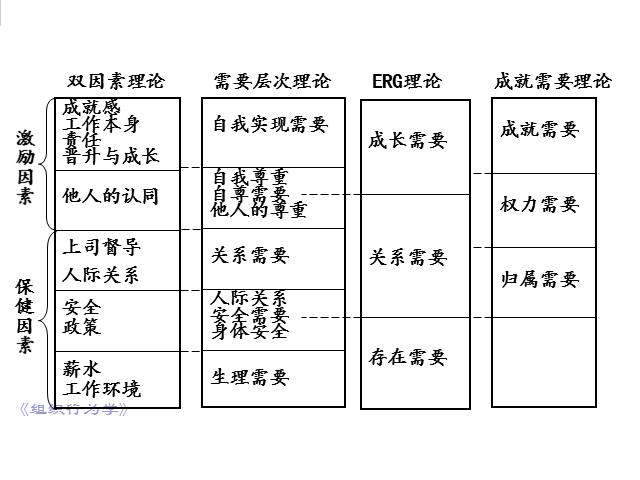 双因素理论
需要层次理论
ERG理论
成就需要理论
激励因素
保健因素
成就感
工作本身
责任
晋升与成长
他人的认同
上司督导
人际关系
安全
政策
薪水
工作环境
自我实现需要
自我尊重
自尊需要
他人的尊重
关系需要
人际关系
安全需要
身体安全
生理需要
成长需要
关系需要
存在需要
成就需要
权力需要
归属需要
《组织行为学》